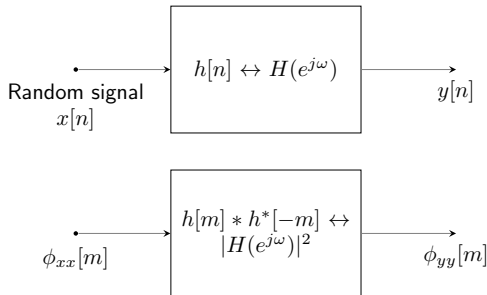 h[n] ↔ H(e^{jω})
Random signal
x[n]
y[n]
h[m] ∗ h*[−m] ↔
|H(e^{jω})|²
ϕ_{xx}[m]
ϕ_{yy}[m]